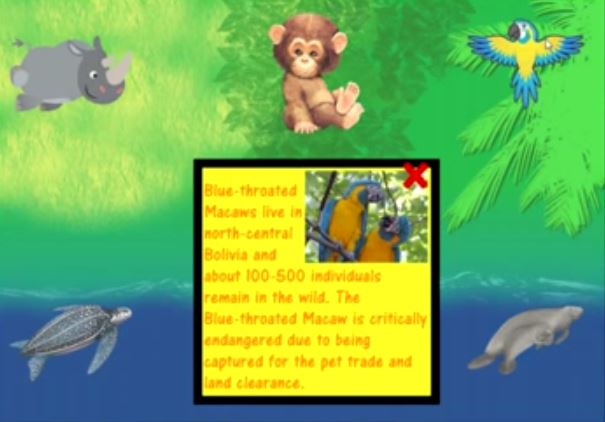 Blue-throated
Macaws live in
north-central
Bolivia and
about 100-500 individuals
remain in the wild. The
Blue-throated Macaw is critically
endangered due to being
captured for the pet trade and
land clearance.